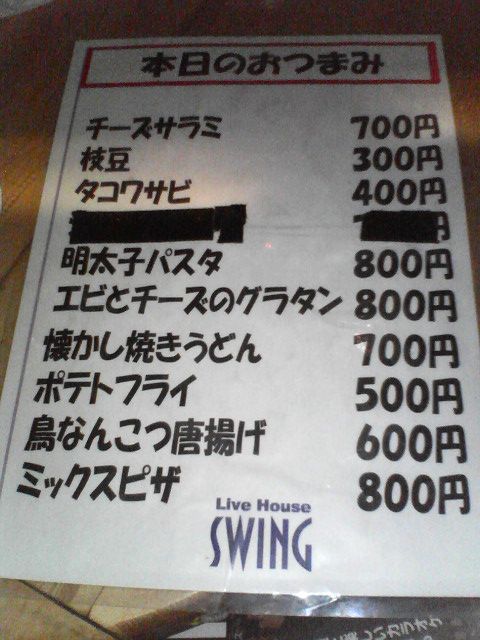 本日のおつまみ
チーズサラミ 700円
枝豆 300円
タコワサビ 400円
円
明太子パスタ 800円
エビとチーズのグラタン 800円
懐かし焼きうどん 700円
ポテトフライ 500円
鳥なんこつ唐揚げ 600円
ミックスピザ 800円
Live House
SWING